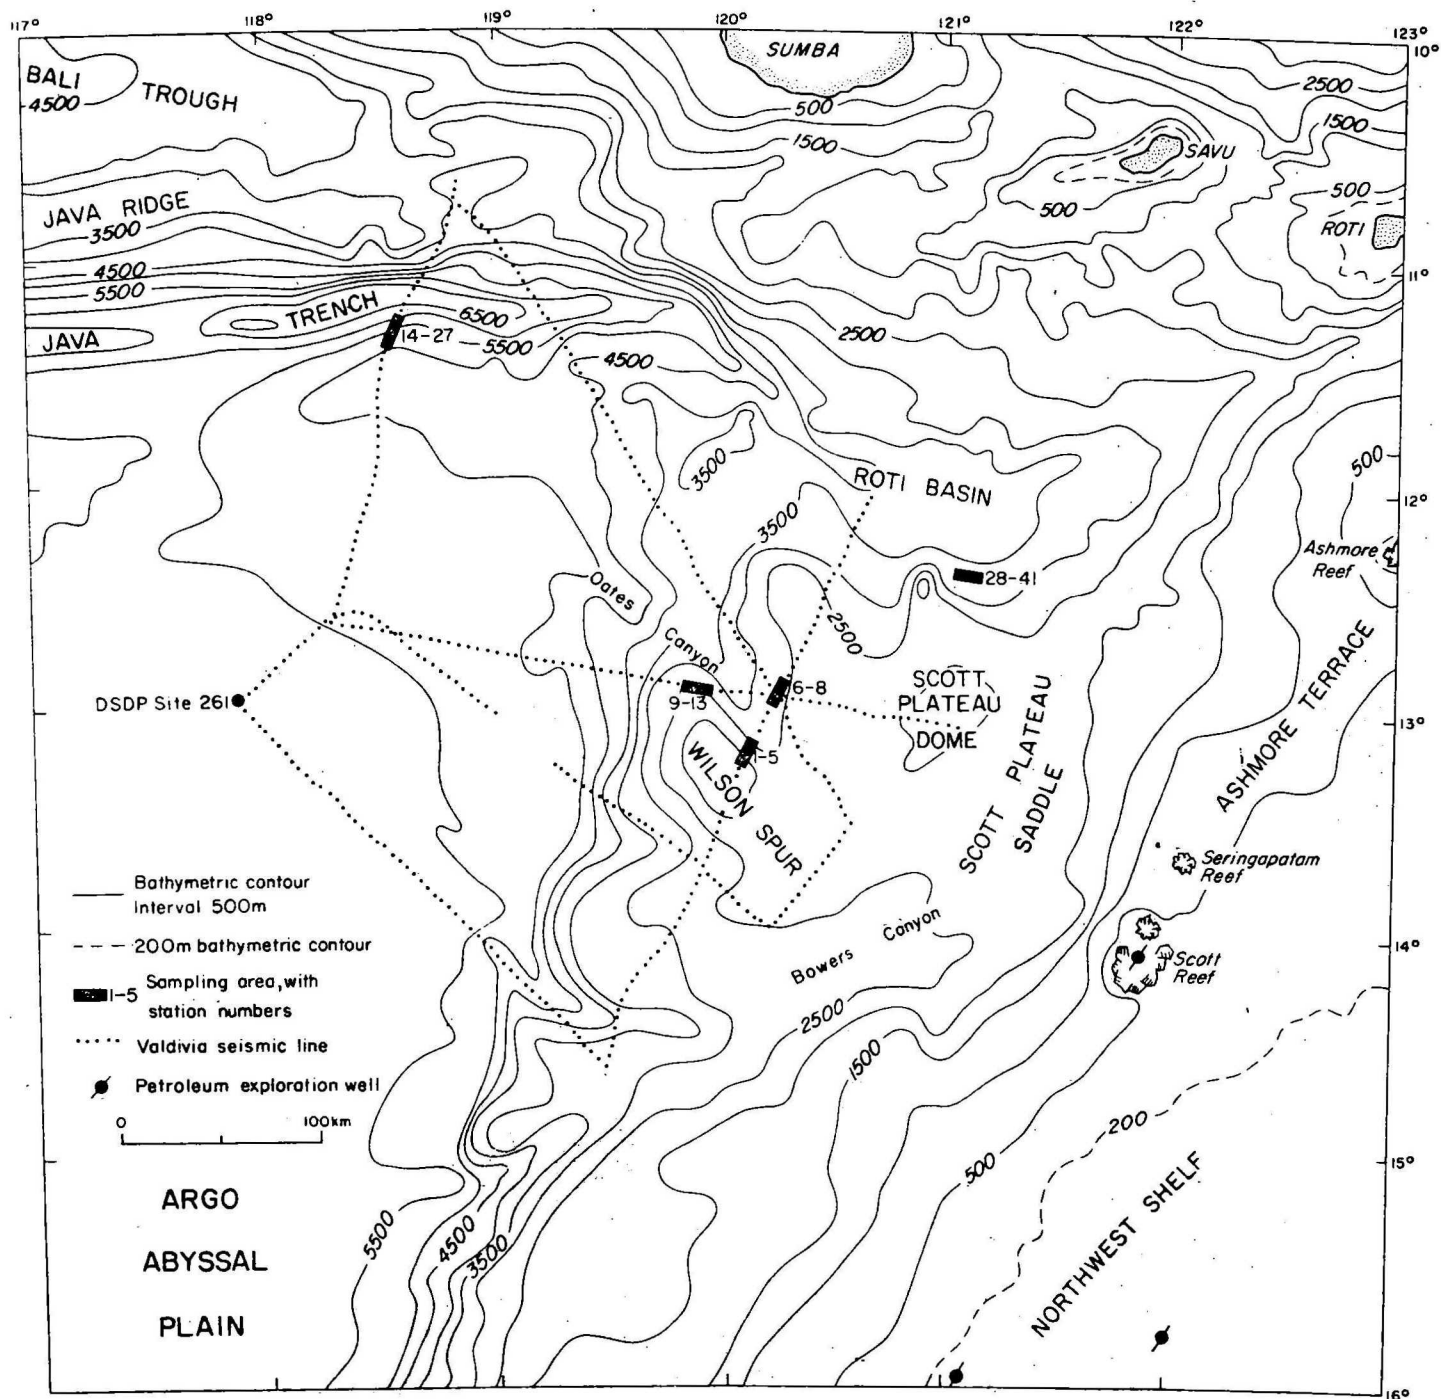 117°
118°
119°
120°
121°
122°
123°
10°
SUMBA
BALI
4500
TROUGH
500
1500
2500
1500
SAVU
500
500
ROTI
JAVA RIDGE
3500
4500
5500
11°
TRENCH
6500
JAVA
14-27
5500
4500
2500
3500
ROTI BASIN
500
12°
3500
Ashmore
Reef
Oates
28-41
2500
Canyon
SCOTT
PLATEAU
DOME
DSDP Site 261
9-13
6-8
13°
1-5
WILSON SPUR
SCOTT PLATEAU
SADDLE
ASHMORE TERRACE
Seringapatam
Reef
Bathymetric contour
Interval 500m
200m bathymetric contour
1-5
Sampling area, with
station numbers
Valdivia seismic line
Petroleum exploration well
0
100km
Bowers Canyon
14°
Scott
Reef
2500
1500
200
500
15°
ARGO
ABYSSAL
PLAIN
5500
4500
3500
NORTHWEST SHELF
16°